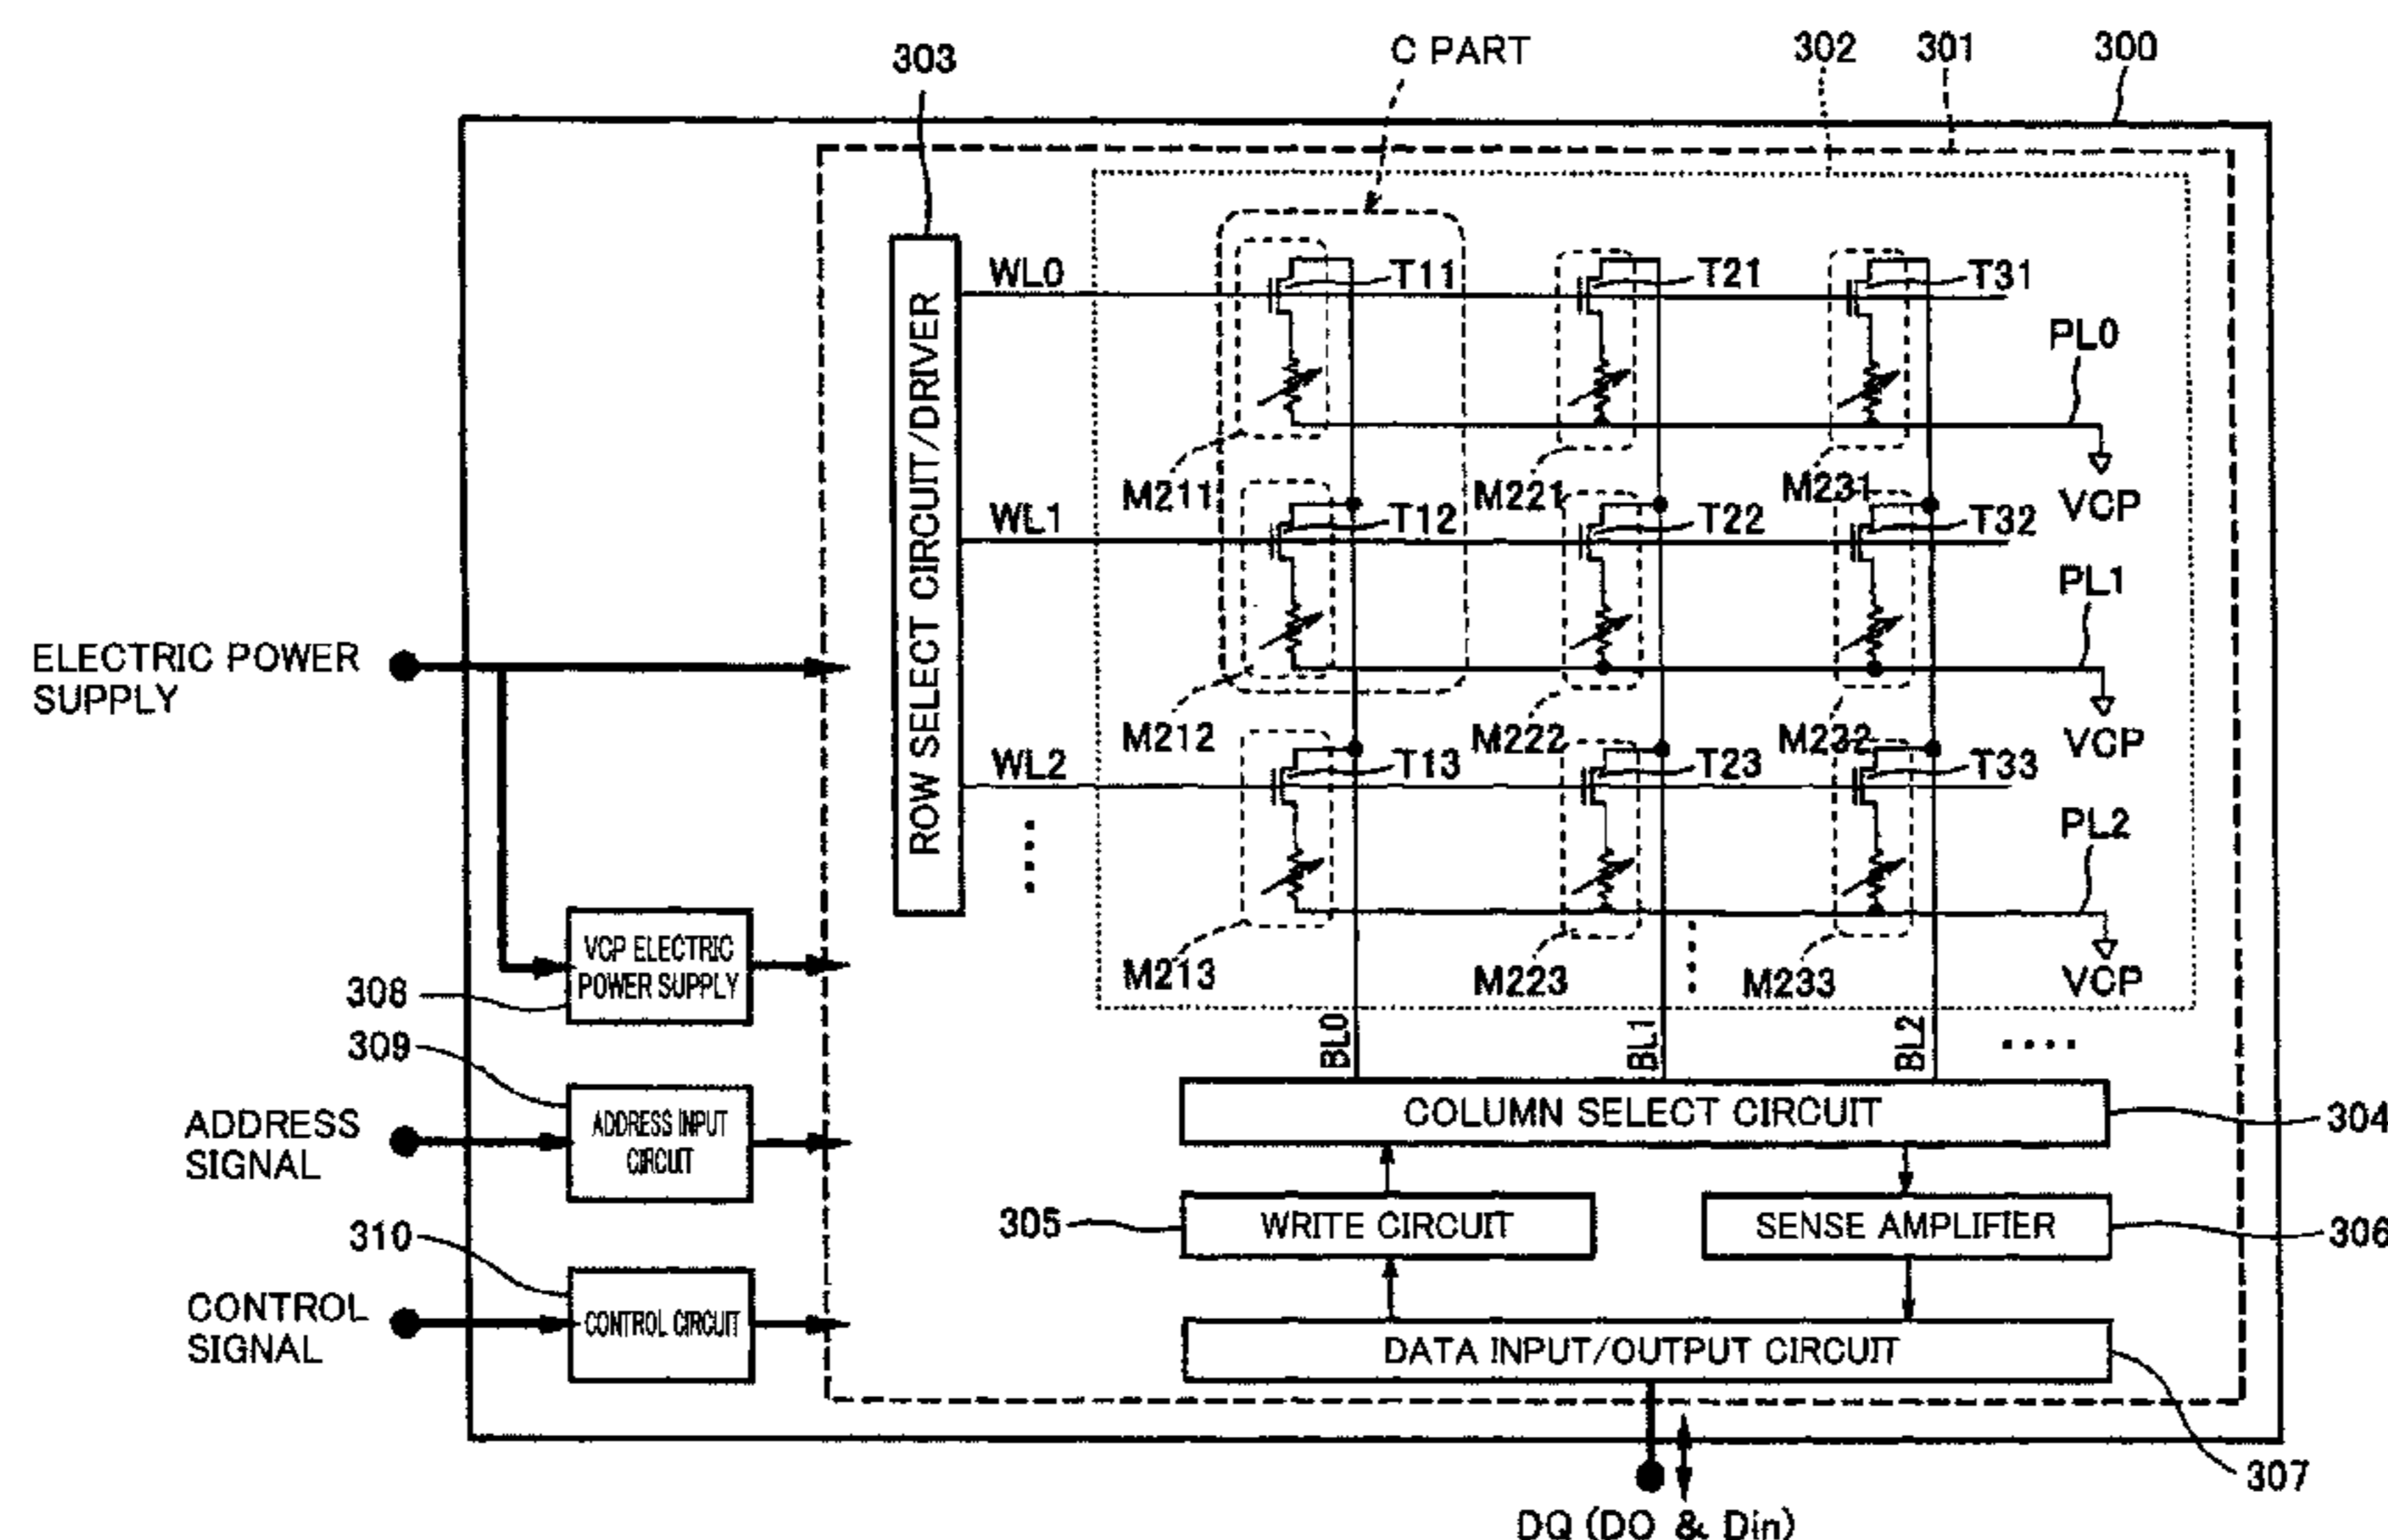 303
C PART
302
301
300
ROW SELECT CIRCUIT/DRIVER
WL0
T11
T21
T31
PL0
M211
M221
M231
VCP
WL1
T12
T22
T32
PL1
ELECTRIC POWER
SUPPLY
M212
M222
M232
VCP
WL2
T13
T23
T33
PL2
M213
M223
M233
VCP
308
VCP ELECTRIC
POWER SUPPLY
BL0
BL1
BL2
309
ADDRESS
SIGNAL
ADDRESS INPUT
CIRCUIT
COLUMN SELECT CIRCUIT
304
310
305
WRITE CIRCUIT
SENSE AMPLIFIER
306
CONTROL
SIGNAL
CONTROL CIRCUIT
DATA INPUT/OUTPUT CIRCUIT
307
DQ (DO & Din)